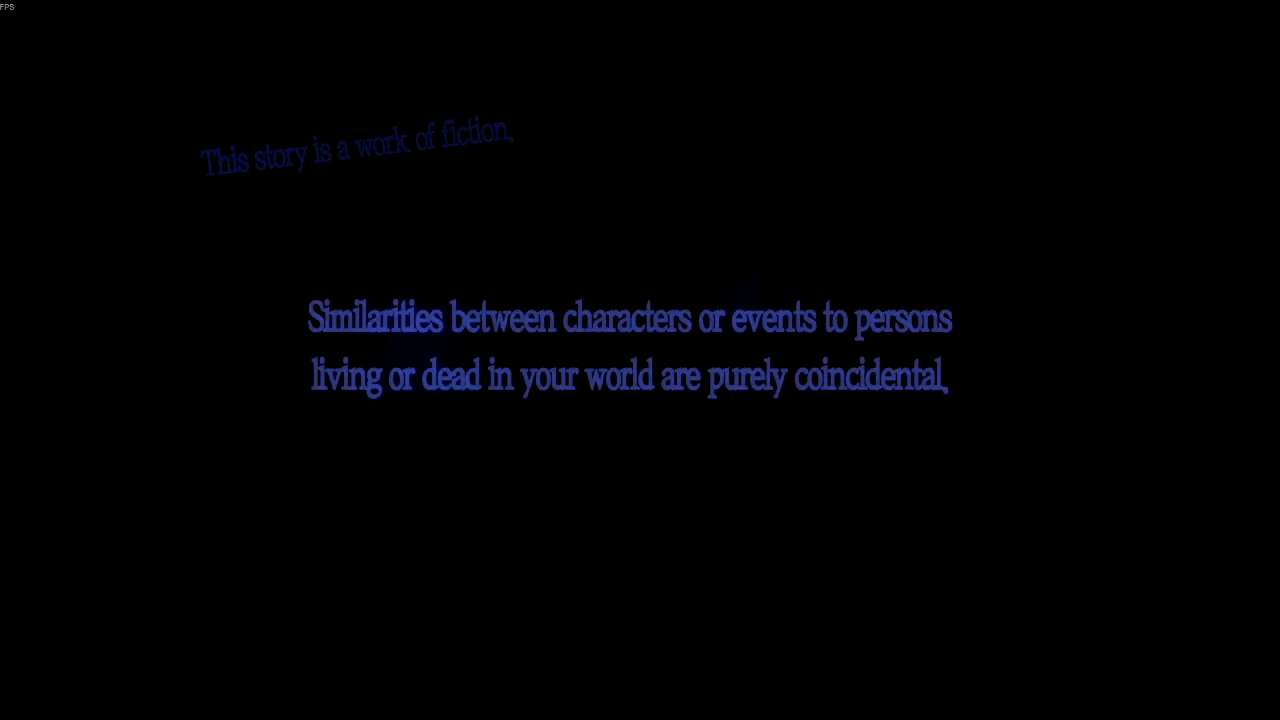 FPS
This story is a work of fiction.
Similarities between characters or events to persons
living or dead in your world are purely coincidental.